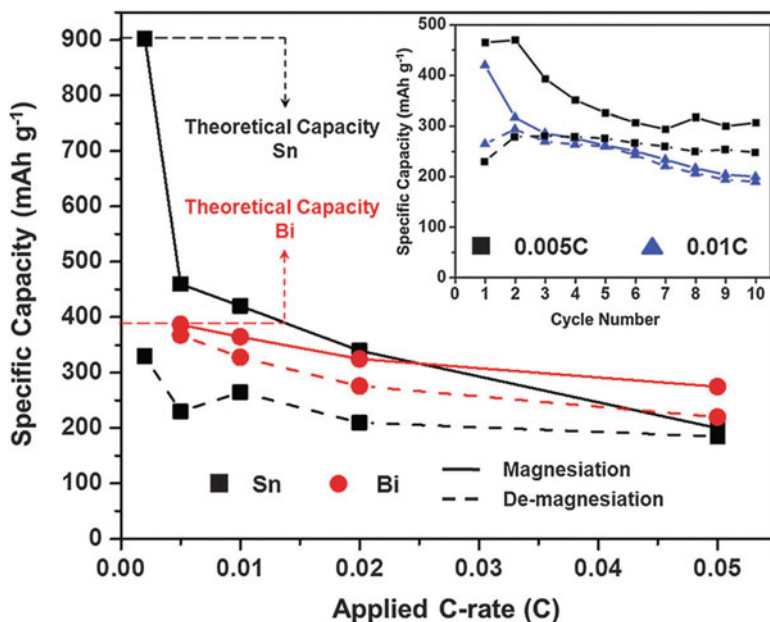 Specific Capacity (mAh g⁻¹)
900
800
700
600
500
400
300
200
100
0
0.00
0.01
0.02
0.03
0.04
0.05
Applied C-rate (C)
Theoretical Capacity
Sn
Theoretical Capacity
Bi
Sn
Bi
Magnesiation
De-magnesiation
Specific Capacity (mAh g⁻¹)
500
400
300
200
100
0
0
1
2
3
4
5
6
7
8
9
10
Cycle Number
0.005C
0.01C